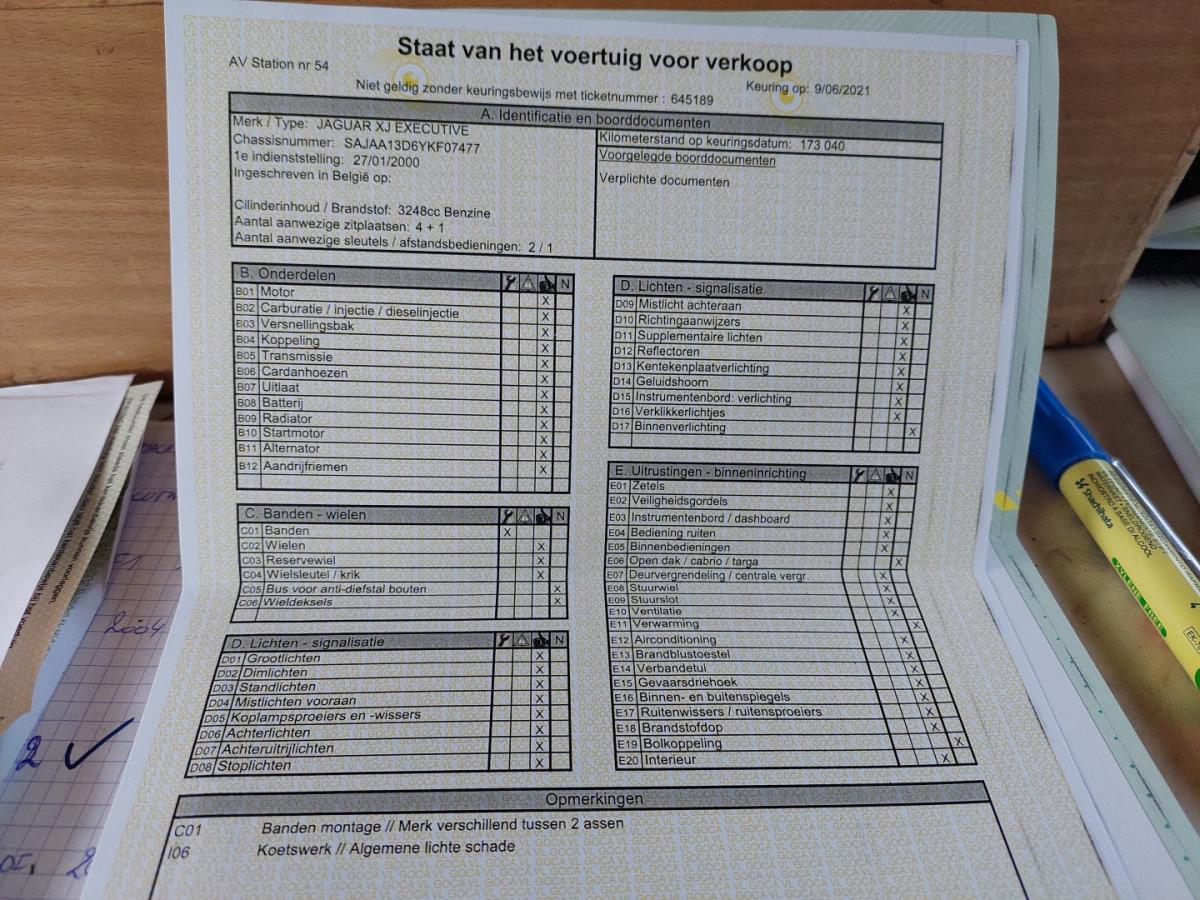 Staat van het voertuig voor verkoop
AV Station nr 54
Keuring op: 9/06/2021
Niet geldig zonder keuringsbewijs met ticketnummer : 645189
A. Identificatie en boorddocumenten
Merk / Type: JAGUAR XJ EXECUTIVE
Chassisnummer: SAJAA13D6YKF07477
1e indienststelling: 27/01/2000
Ingeschreven in België op:
Cilinderinhoud / Brandstof: 3248cc Benzine
Aantal aanwezige zitplaatsen: 4 + 1
Aantal aanwezige sleutels / afstandsbedieningen: 2 / 1
Kilometerstand op keuringsdatum: 173 040
Voorgelegde boorddocumenten
Verplichte documenten
B. Onderdelen N
B01 Motor X
B02 Carburatie / injectie / dieselinjectie X
B03 Versnellingsbak X
B04 Koppeling X
B05 Transmissie X
B06 Cardanhoezen X
B07 Uitlaat X
B08 Batterij X
B09 Radiator X
B10 Startmotor X
B11 Alternator X
B12 Aandrijfriemen X
C. Banden - wielen N
C01 Banden X
C02 Wielen X
C03 Reservewiel X
C04 Wielsleutel / krik X
C05 Bus voor anti-diefstal bouten X
C06 Wieldeksels X
D. Lichten - signalisatie N
D01 Grootlichten X
D02 Dimlichten X
D03 Standlichten X
D04 Mistlichten vooraan X
D05 Koplampsproeiers en -wissers X
D06 Achterlichten X
D07 Achteruitrijlichten X
D08 Stoplichten X
D. Lichten - signalisatie N
D09 Mistlicht achteraan X
D10 Richtingaanwijzers X
D11 Supplementaire lichten X
D12 Reflectoren X
D13 Kentekenplaatverlichting X
D14 Geluidshoorn X
D15 Instrumentenbord: verlichting X
D16 Verklikkerlichtjes X
D17 Binnenverlichting X
E. Uitrustingen - binneninrichting N
E01 Zetels X
E02 Veiligheidsgordels X
E03 Instrumentenbord / dashboard X
E04 Bediening ruiten X
E05 Binnenbedieningen X
E06 Open dak / cabrio / targa X
E07 Deurvergrendeling / centrale vergr. X
E08 Stuurwiel X
E09 Stuurslot X
E10 Ventilatie X
E11 Verwarming X
E12 Airconditioning X
E13 Brandblustoestel X
E14 Verbandetui X
E15 Gevaarsdriehoek X
E16 Binnen- en buitenspiegels X
E17 Ruitenwissers / ruitensproeiers X
E18 Brandstofdop X
E19 Bolkoppeling X
E20 Interieur X
Opmerkingen
C01 Banden montage // Merk verschillend tussen 2 assen
I06 Koetswerk // Algemene lichte schade
2004
2
Shachihata
INCHIOSTRO A BASE DI ALCOOL
XYLENE FREE